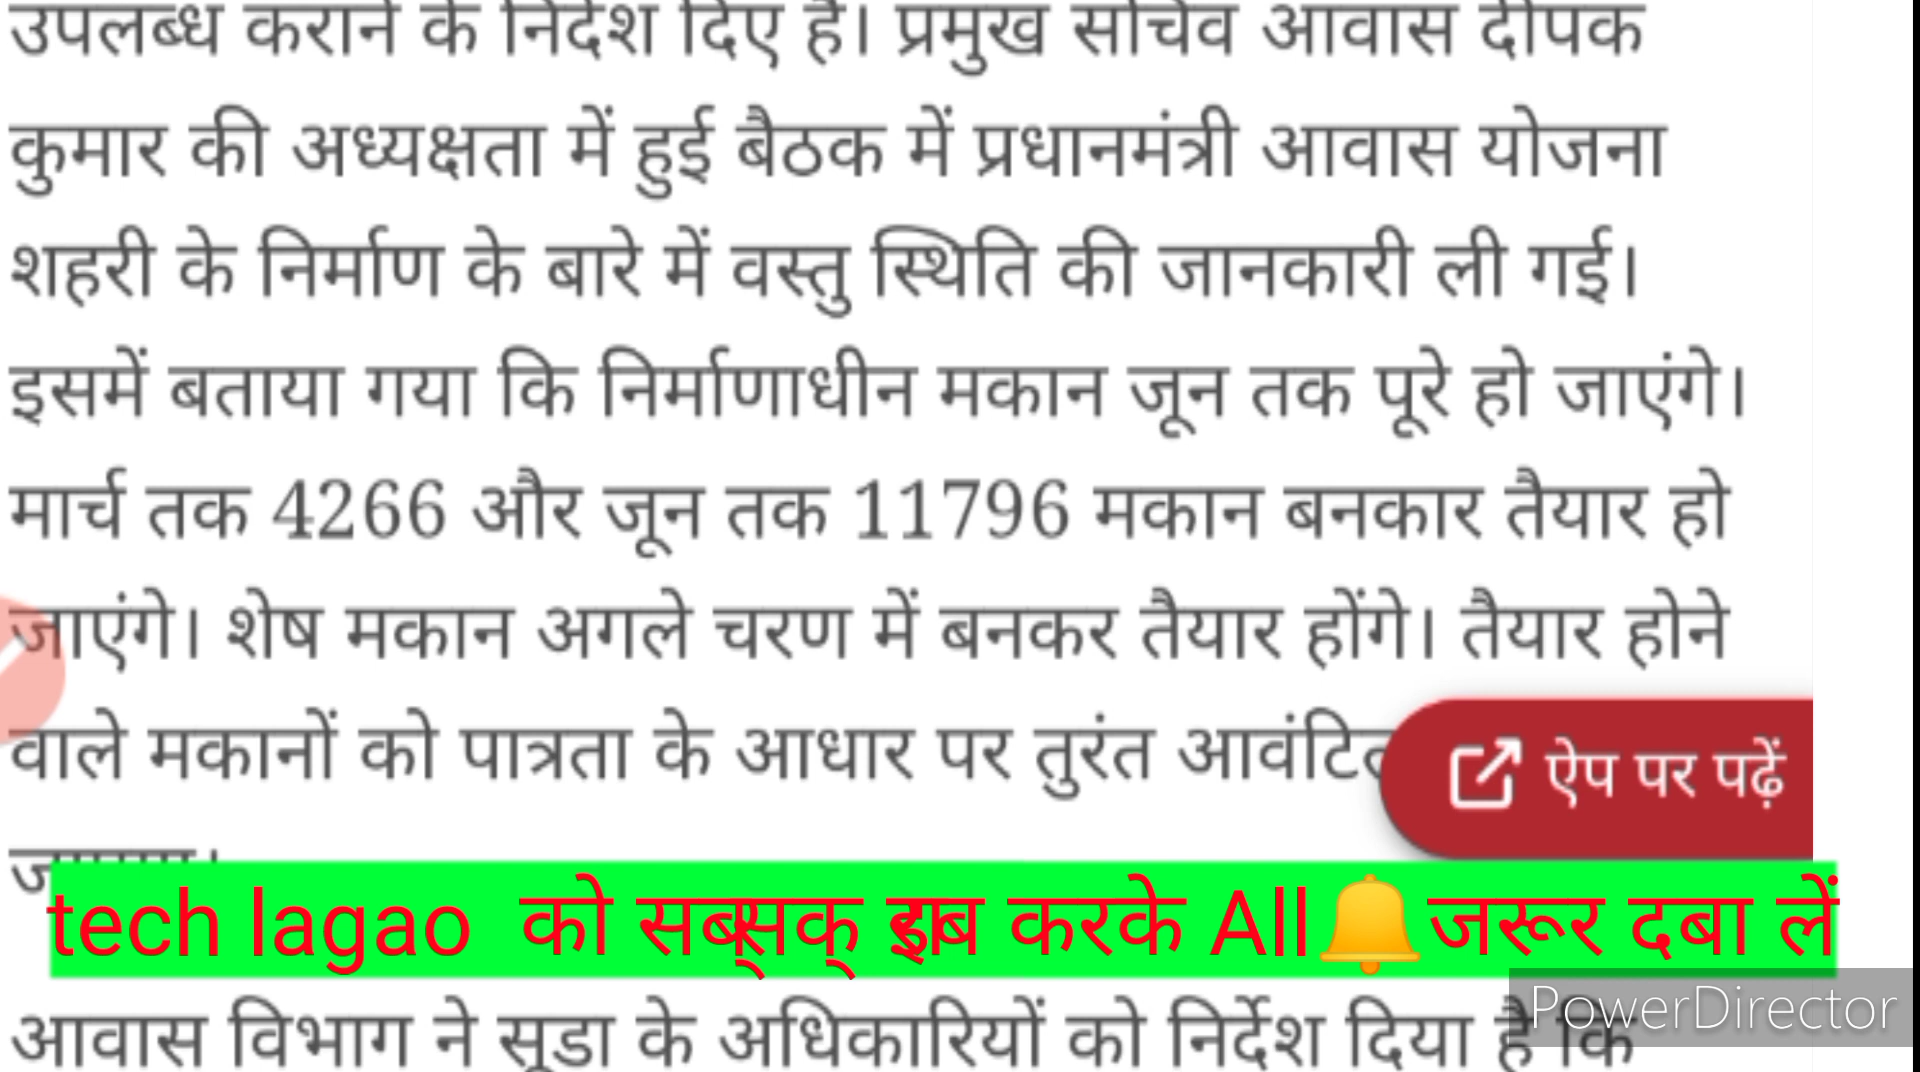 उपलब्ध कराने के निर्देश दिए हैं। प्रमुख सचिव आवास दीपक
कुमार की अध्यक्षता में हुई बैठक में प्रधानमंत्री आवास योजना
शहरी के निर्माण के बारे में वस्तु स्थिति की जानकारी ली गई।
इसमें बताया गया कि निर्माणाधीन मकान जून तक पूरे हो जाएंगे।
मार्च तक 4266 और जून तक 11796 मकान बनकार तैयार हो
जाएंगे। शेष मकान अगले चरण में बनकर तैयार होंगे। तैयार होने
वाले मकानों को पात्रता के आधार पर तुरंत आवंटित
ऐप पर पढ़ें
tech lagao को सब्सक् इब करके All🔔जरूर दबा लें
PowerDirector
आवास विभाग ने सूडा के अधिकारियों को निर्देश दिया है कि